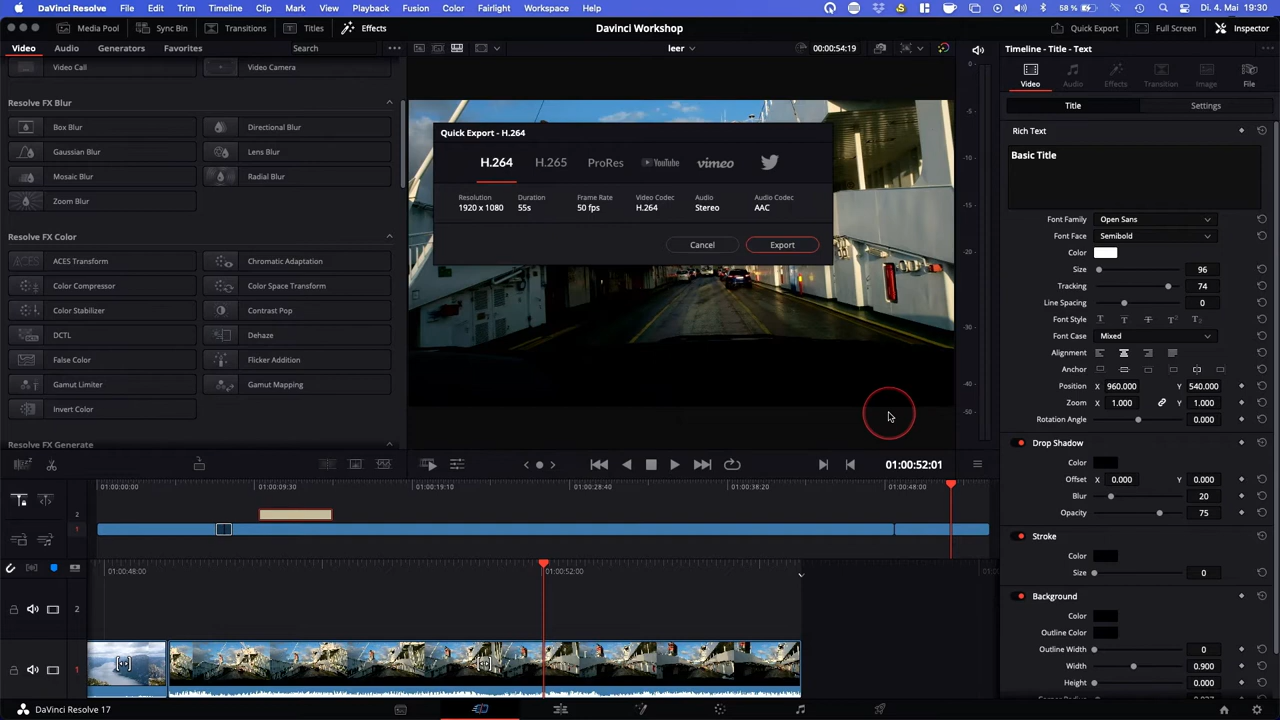 DaVinci Resolve File Edit Trim Timeline Clip Mark View Playback Fusion Color Fairlight Workspace Help 58 % Di. 4. Mai 19:30
Media Pool Sync Bin Transitions Titles Effects Davinci Workshop Quick Export Full Screen Inspector
Video Audio Generators Favorites Search leer 00:00:54:19 Timeline - Title - Text
Video Call Video Camera
Video Audio Effects Transition Image File
Resolve FX Blur
Title Settings
Box Blur Directional Blur
Gaussian Blur Lens Blur
Mosaic Blur Radial Blur
Zoom Blur
Resolve FX Color
ACES Transform Chromatic Adaptation
Color Compressor Color Space Transform
Color Stabilizer Contrast Pop
DCTL Dehaze
False Color Flicker Addition
Gamut Limiter Gamut Mapping
Invert Color
Resolve FX Generate
Quick Export - H.264
H.264 H.265 ProRes YouTube vimeo
Resolution Duration Frame Rate Video Codec Audio Audio Codec
1920 x 1080 55s 50 fps H.264 Stereo AAC
Cancel Export
0
-5
-10
-15
-20
-30
-40
-50
Rich Text
Basic Title
Font Family Open Sans
Font Face Semibold
Color
Size 96
Tracking 74
Line Spacing 0
Font Style
Font Case Mixed
Alignment
Anchor
Position X 960.000 Y 540.000
Zoom X 1.000 Y 1.000
Rotation Angle 0.000
Drop Shadow
Color
Offset X 0.000 Y 0.000
Blur 20
Opacity 75
Stroke
Color
Size 0
Background
Color
Outline Color
Outline Width 0
Width 0.900
Height 0.000
01:00:52:01
01:00:00:00 01:00:09:30 01:00:19:10 01:00:28:40 01:00:38:20 01:00:48:00
2
1
01:00:48:00 01:00:52:00
2
1
DaVinci Resolve 17